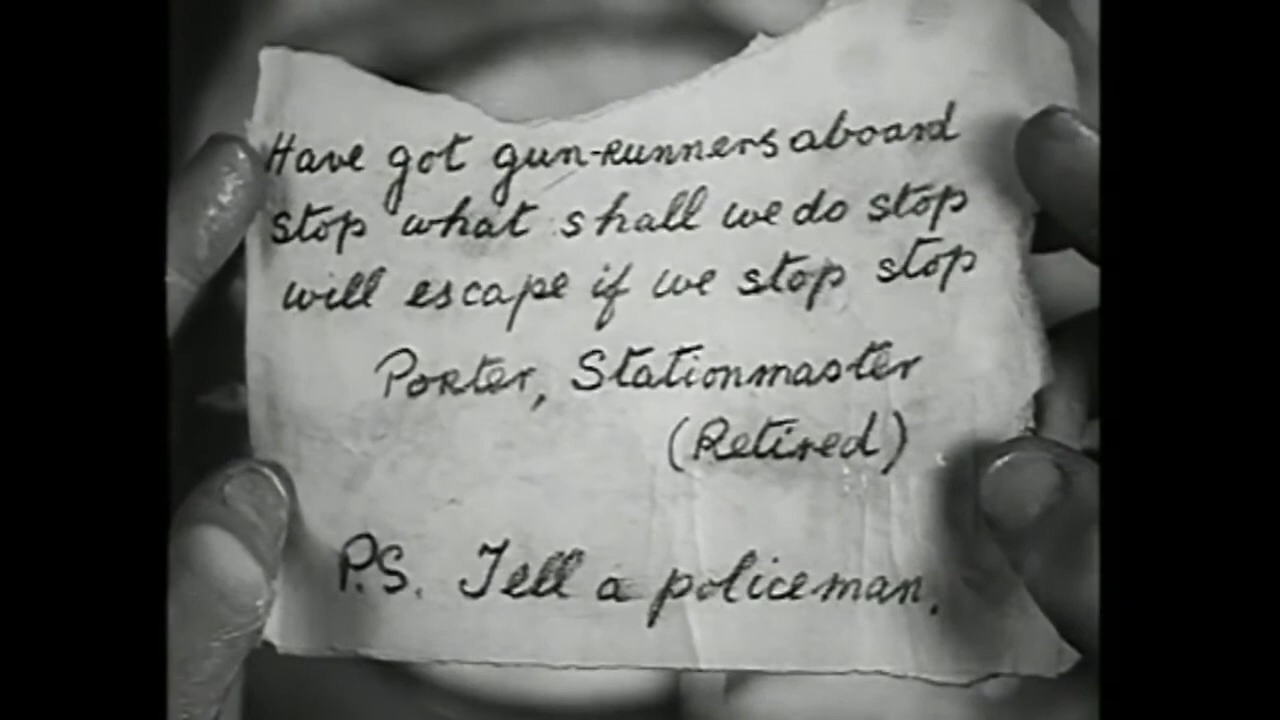 Have got gun-runners aboard
stop what shall we do stop
will escape if we stop stop
Porter, Stationmaster
(Retired)
P.S. Tell a policeman.